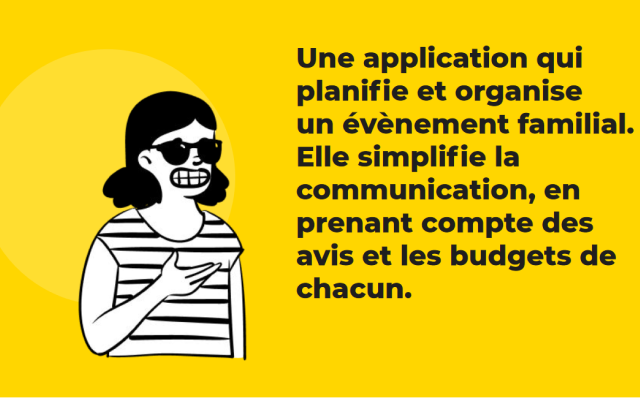 Une application qui
planifie et organise
un évènement familial.
Elle simplifie la
communication, en
prenant compte des
avis et les budgets de
chacun.